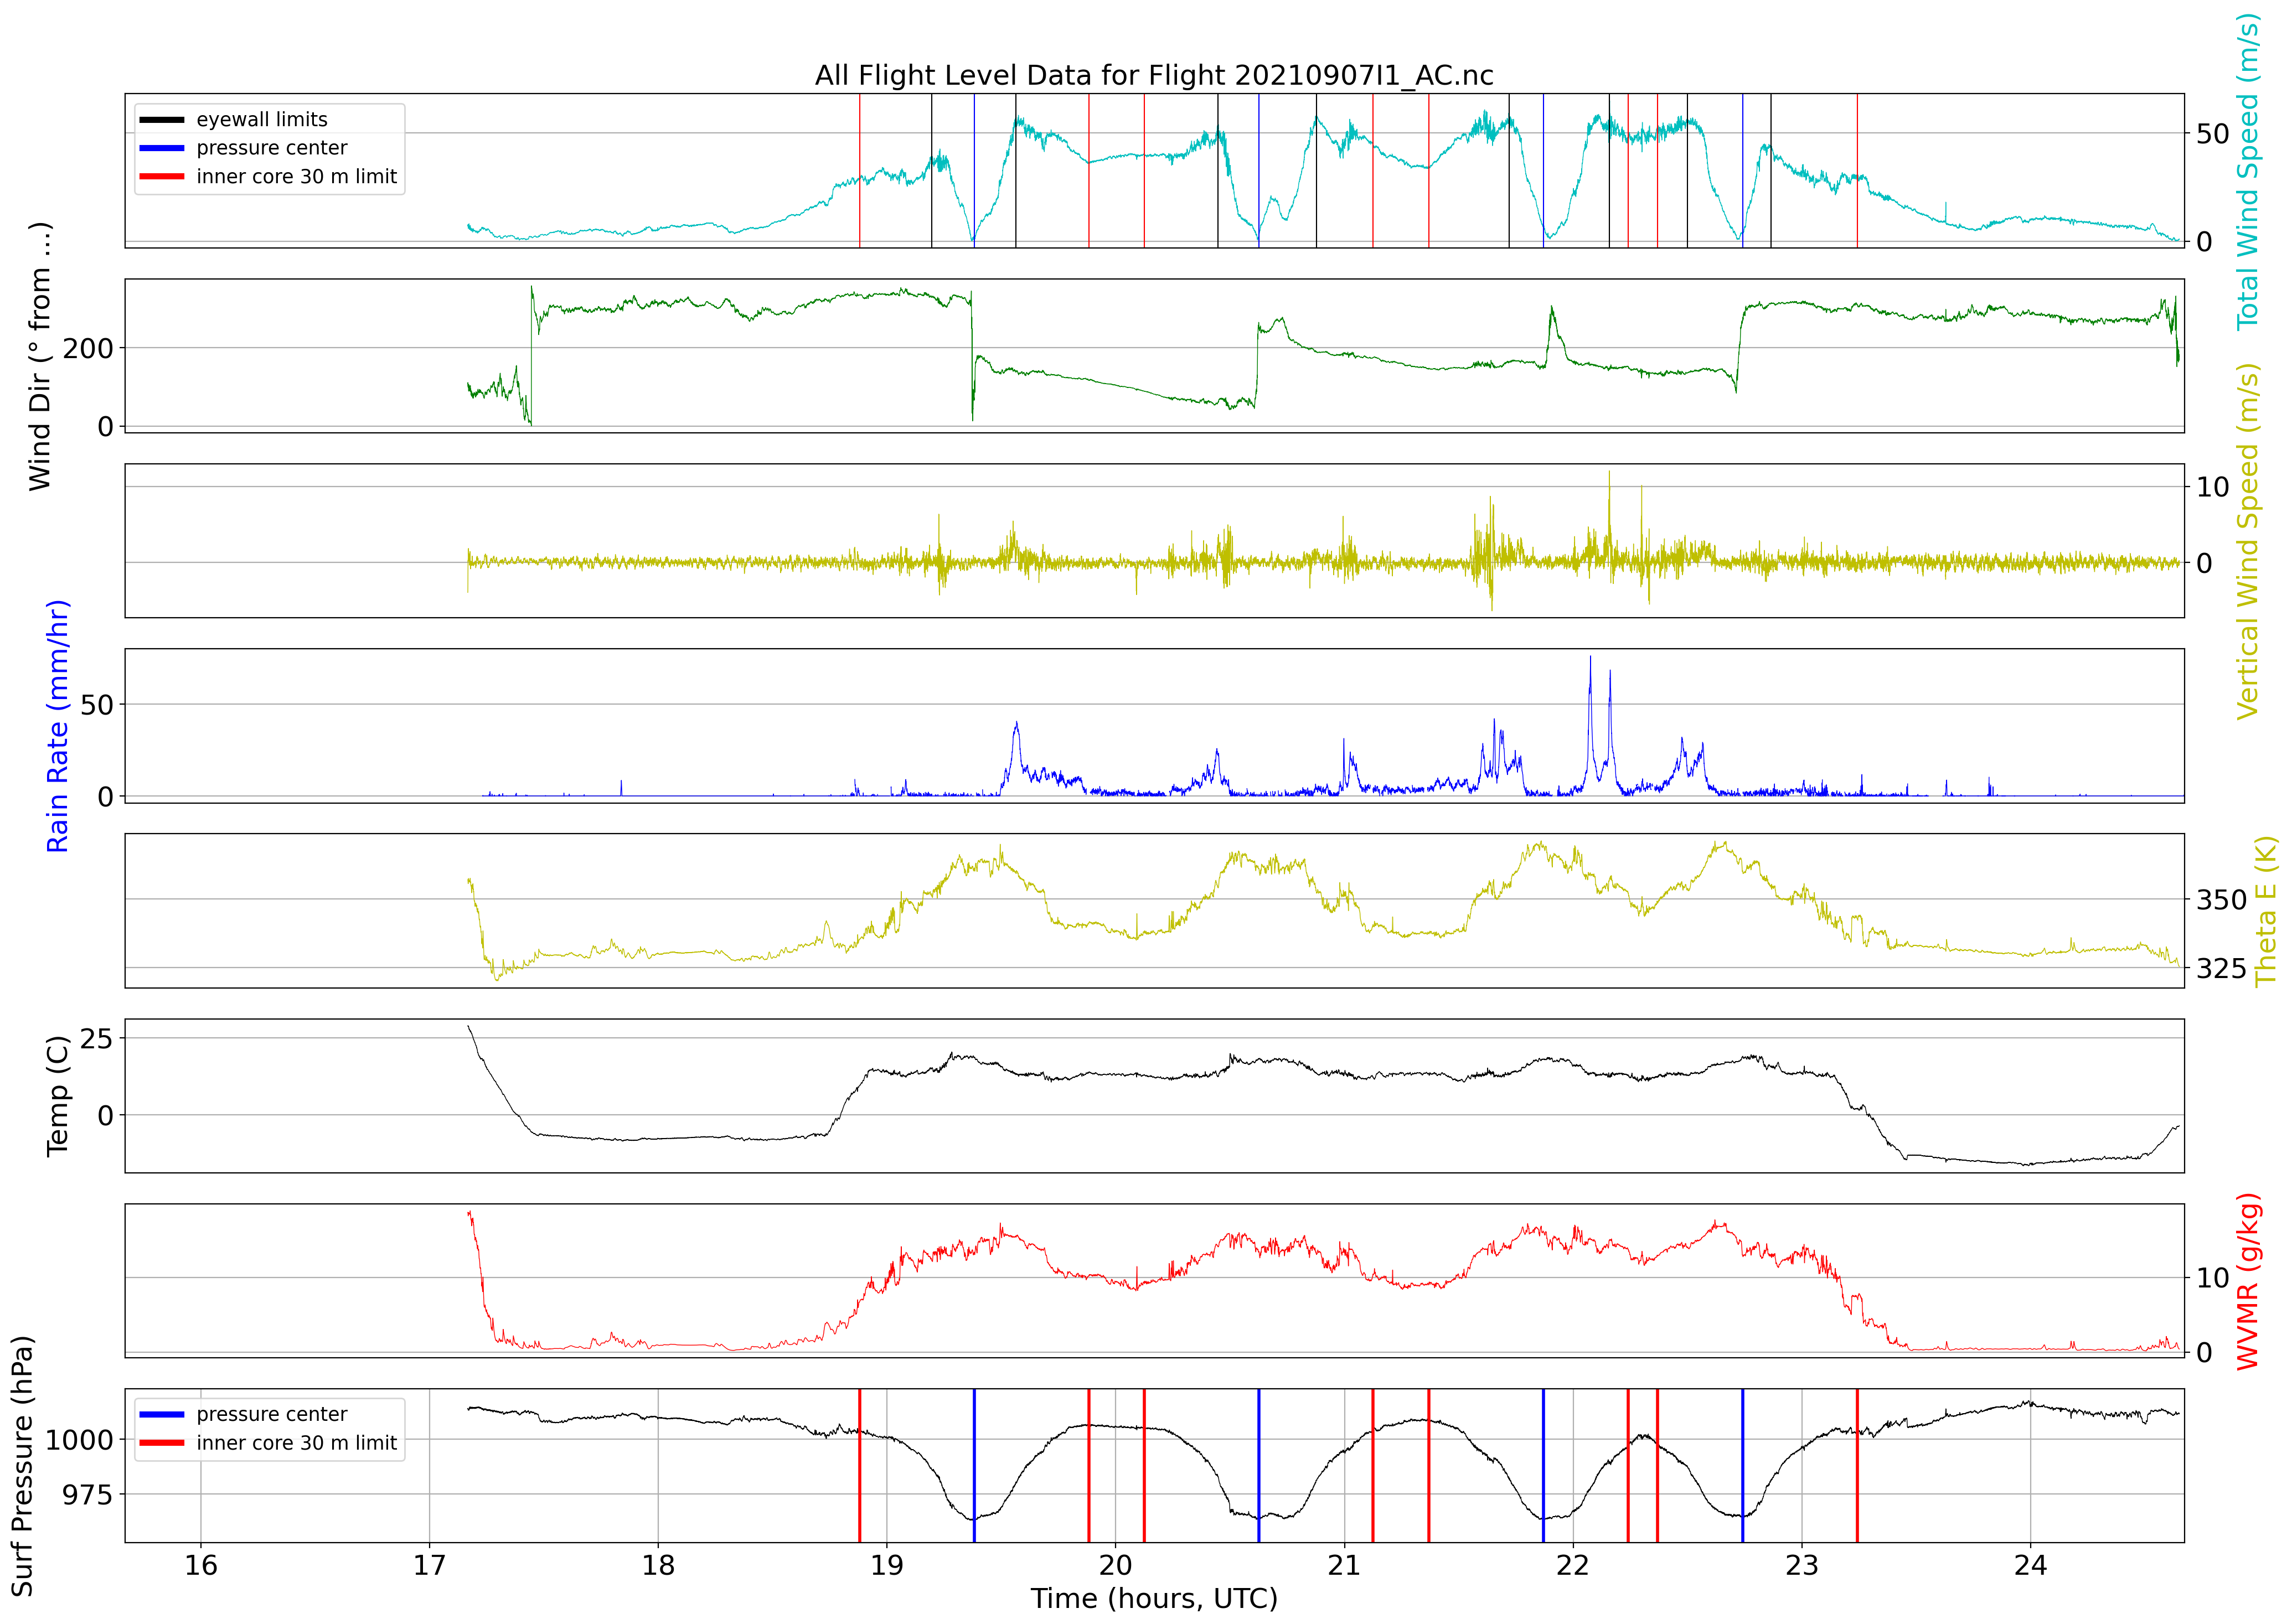 All Flight Level Data for Flight 20210907I1_AC.nc
eyewall limits
pressure center
inner core 30 m limit
50
0
Total Wind Speed (m/s)
Wind Dir (° from ...)
200
0
10
0
Vertical Wind Speed (m/s)
Rain Rate (mm/hr)
50
0
350
325
Theta E (K)
Temp (C)
25
0
10
0
WVMR (g/kg)
Surf Pressure (hPa)
pressure center
inner core 30 m limit
1000
975
16 17 18 19 20 21 22 23 24
Time (hours, UTC)